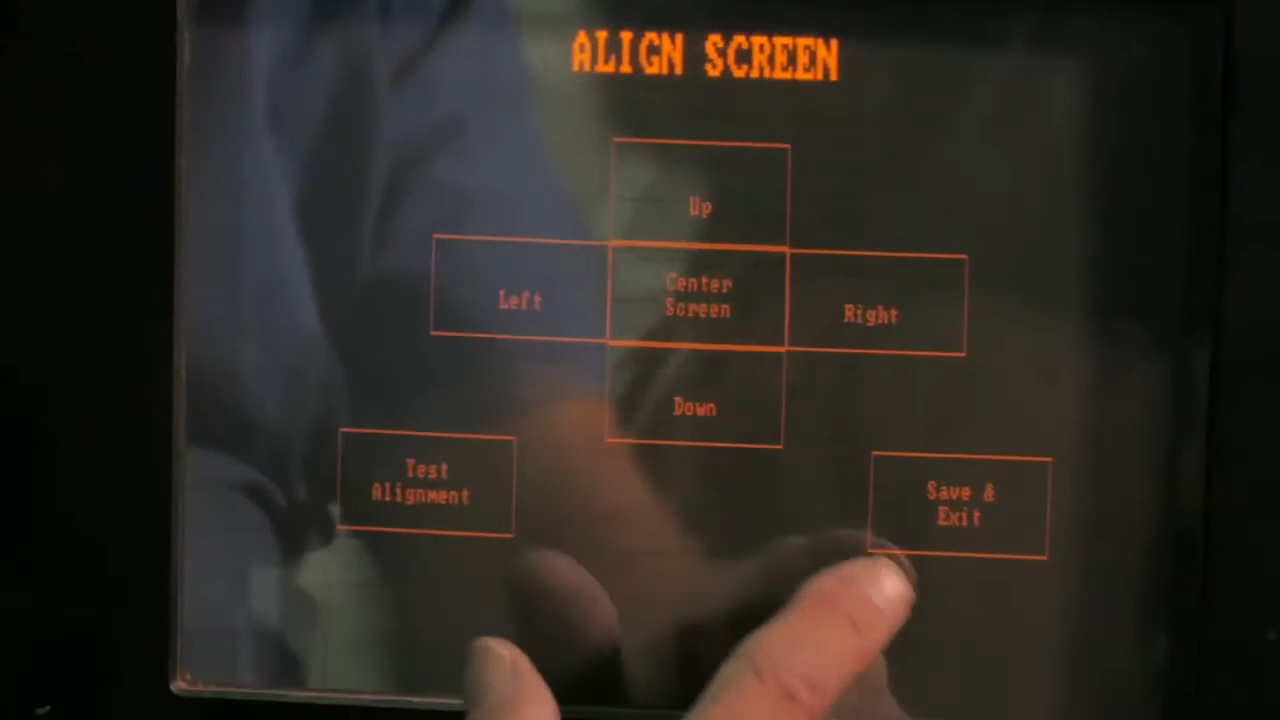 ALIGN SCREEN
Up
Left
Center
Screen
Right
Down
Test
Alignment
Save &
Exit